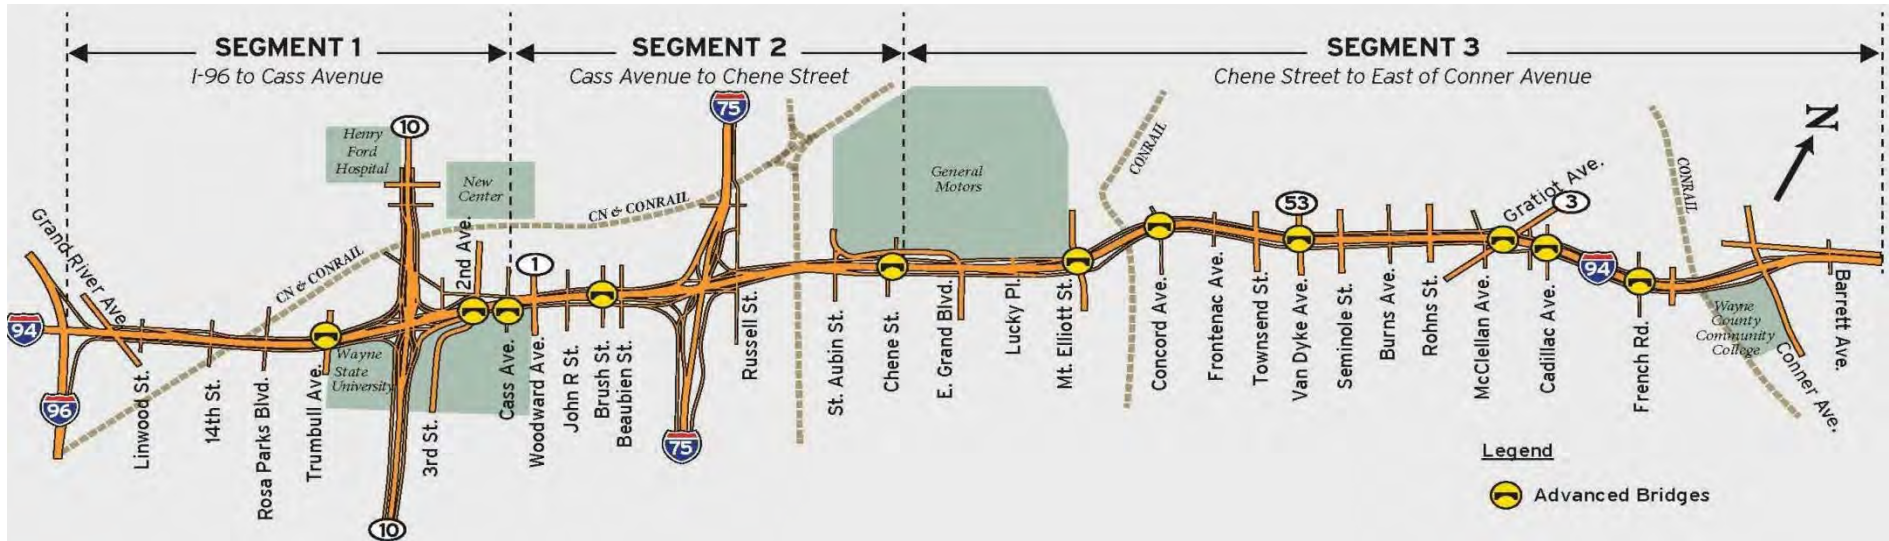 SEGMENT 1
I-96 to Cass Avenue
SEGMENT 2
Cass Avenue to Chene Street
SEGMENT 3
Chene Street to East of Conner Avenue
75
10
Henry
Ford
Hospital
New
Center
CN & CONRAIL
General
Motors
CONRAIL
N
CONRAIL
Grand River Ave.
CN & CONRAIL
2nd Ave.
1
53
Gratiot Ave.
3
94
94
96
Linwood St.
14th St.
Rosa Parks Blvd.
Trumbull Ave.
Wayne
State
University
3rd St.
10
Cass Ave.
Woodward Ave.
John R St.
Brush St.
Beaubien St.
75
Russell St.
St. Aubin St.
Chene St.
E. Grand Blvd.
Lucky Pl.
Mt. Elliott St.
Concord Ave.
Frontenac Ave.
Townsend St.
Van Dyke Ave.
Seminole St.
Burns Ave.
Rohns St.
McClellan Ave.
Cadillac Ave.
French Rd.
Wayne
County
Community
College
Conner Ave.
Barrett Ave.
Legend
Advanced Bridges